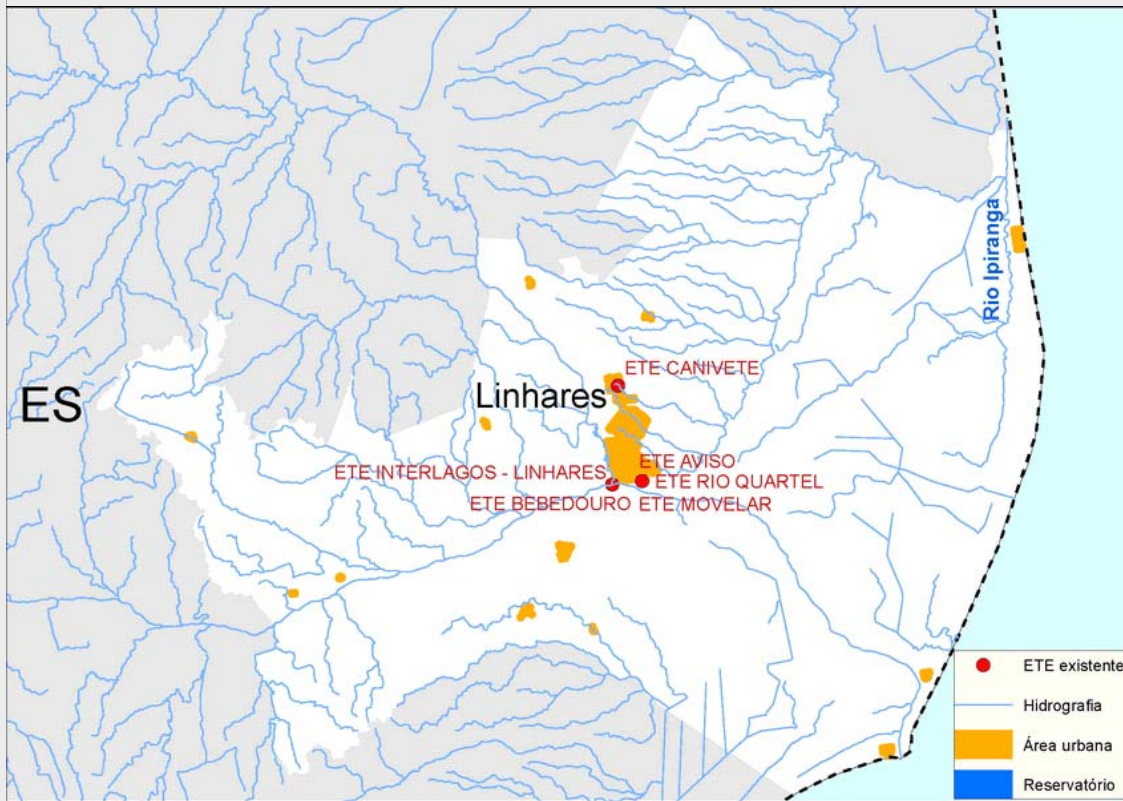 Rio Ipiranga
ETE CANIVETE
ES
Linhares
ETE AVISO
ETE INTERLAGOS - LINHARES
ETE RIO QUARTEL
ETE BEBEDOURO
ETE MOVELAR
ETE existente
Hidrografia
Área urbana
Reservatório